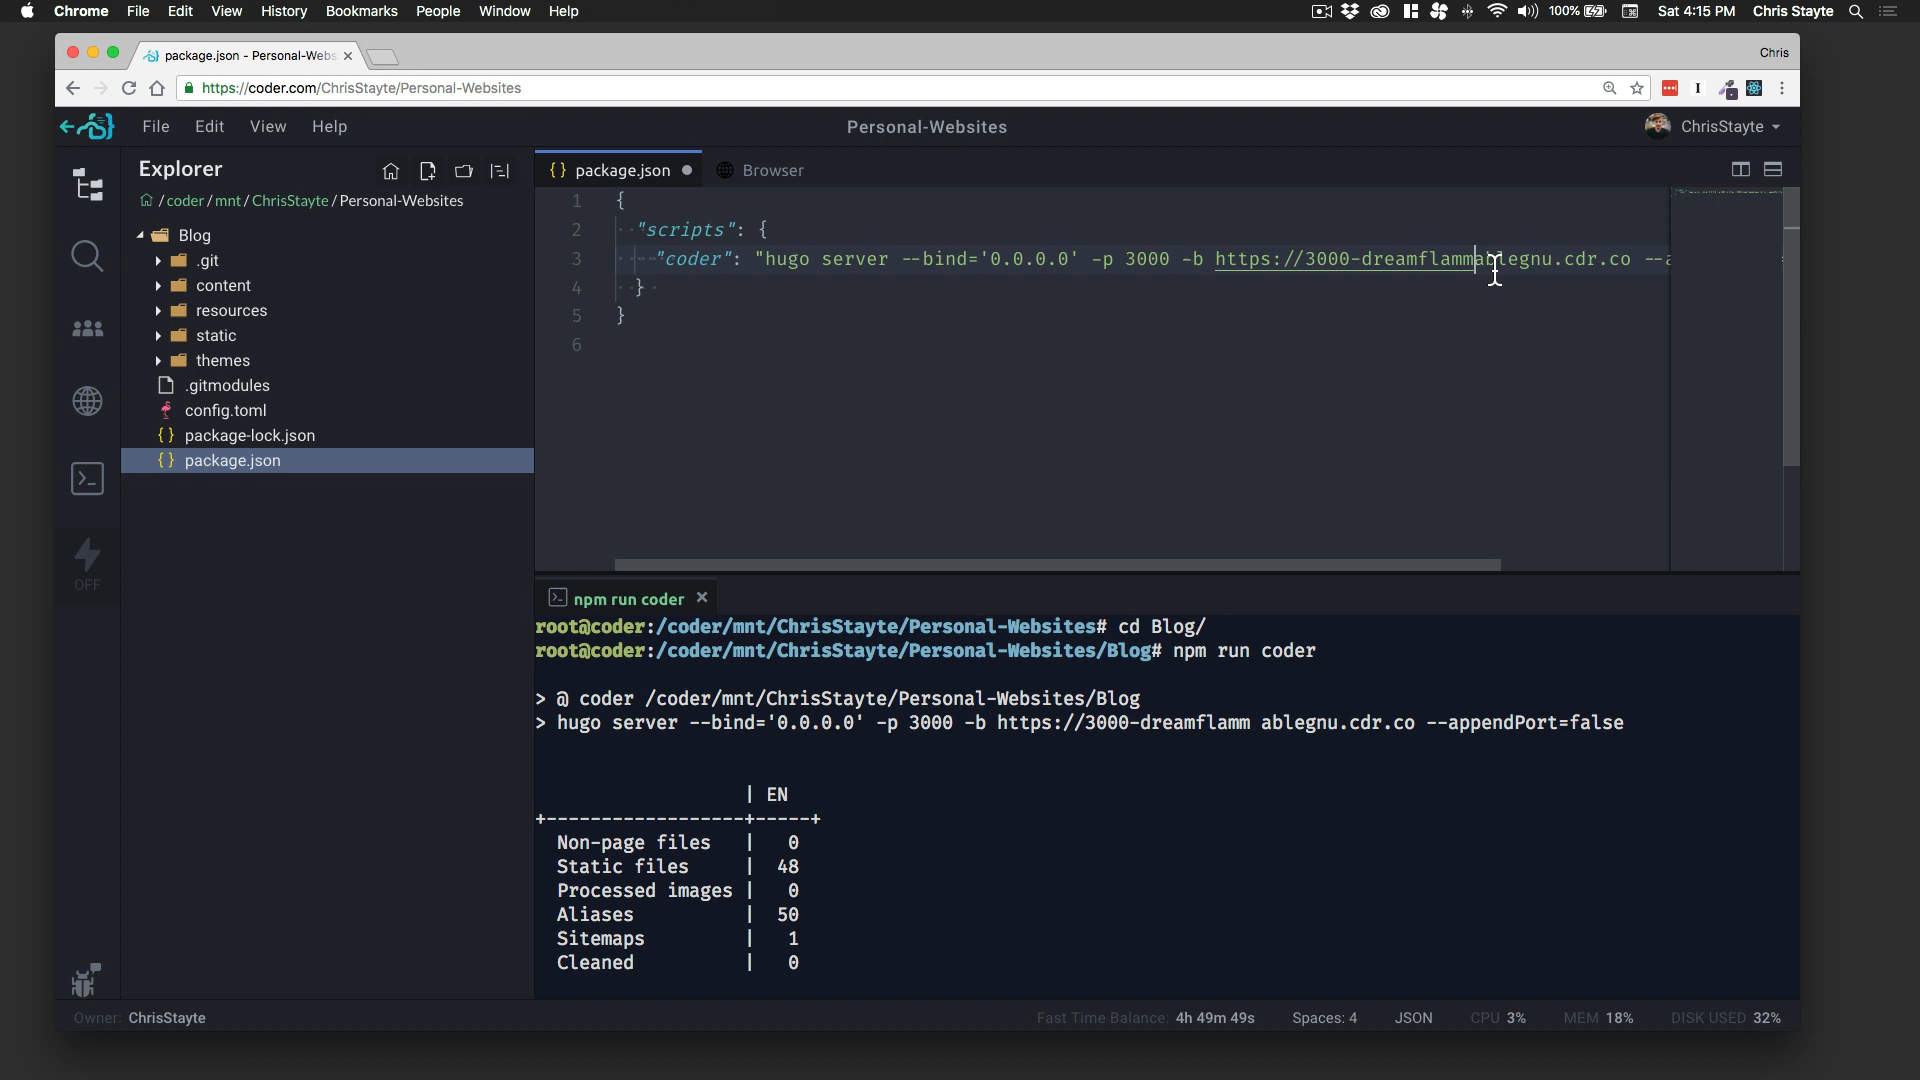 Chrome File Edit View History Bookmarks People Window Help 100% Sat 4:15 PM Chris Stayte
package.json - Personal-Webs Chris
https://coder.com/ChrisStayte/Personal-Websites
File Edit View Help Personal-Websites ChrisStayte
Explorer
/ coder / mnt / ChrisStayte / Personal-Websites
Blog
.git
content
resources
static
themes
.gitmodules
config.toml
{ } package-lock.json
{ } package.json
OFF
{ } package.json Browser
1 {
2 "scripts": {
3 "coder": "hugo server --bind='0.0.0.0' -p 3000 -b https://3000-dreamflammablegnu.cdr.co --a
4 }
5 }
6
npm run coder
root@coder:/coder/mnt/ChrisStayte/Personal-Websites# cd Blog/
root@coder:/coder/mnt/ChrisStayte/Personal-Websites/Blog# npm run coder
> @ coder /coder/mnt/ChrisStayte/Personal-Websites/Blog
> hugo server --bind='0.0.0.0' -p 3000 -b https://3000-dreamflamm ablegnu.cdr.co --appendPort=false
| EN
+------------------+-----+
Non-page files | 0
Static files | 48
Processed images | 0
Aliases | 50
Sitemaps | 1
Cleaned | 0
Owner: ChrisStayte Fast Time Balance: 4h 49m 49s Spaces: 4 JSON CPU 3% MEM 18% DISK USED 32%